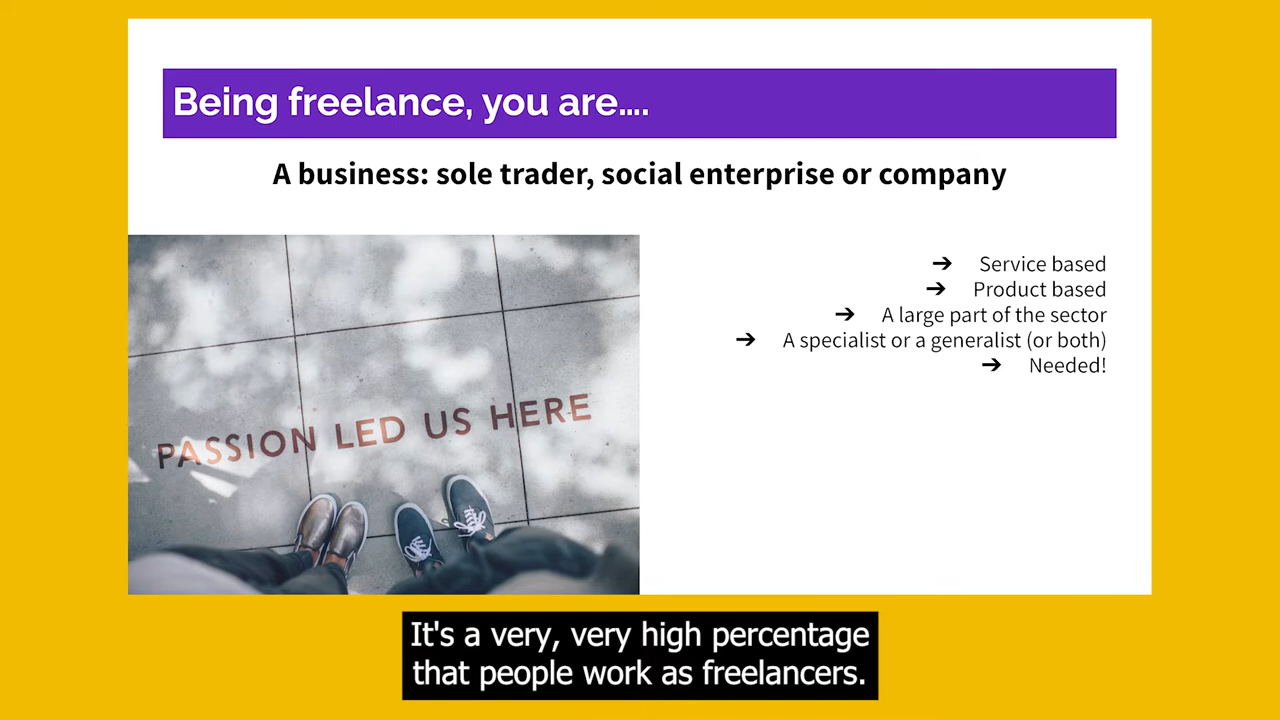 Being freelance, you are....
A business: sole trader, social enterprise or company
➔ Service based
➔ Product based
➔ A large part of the sector
➔ A specialist or a generalist (or both)
➔ Needed!
PASSION LED US HERE
It's a very, very high percentage
that people work as freelancers.